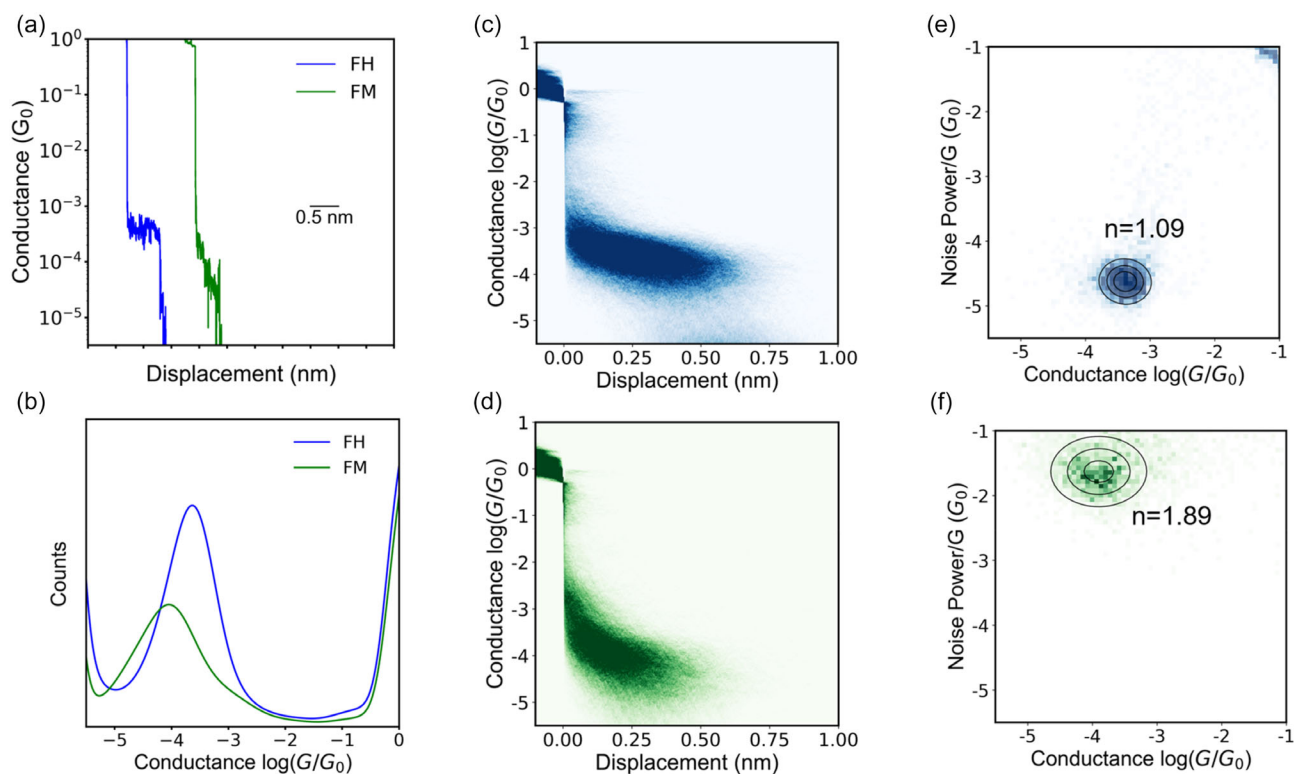 (a)
10⁰
10⁻¹
10⁻²
10⁻³
10⁻⁴
10⁻⁵
Conductance (G₀)
FH
FM
0.5 nm
Displacement (nm)
(b)
FH
FM
Counts
−5 −4 −3 −2 −1 0
Conductance log(G/G₀)
(c)
1
0
-1
-2
-3
-4
-5
Conductance log(G/G₀)
0.00 0.25 0.50 0.75 1.00
Displacement (nm)
(d)
1
0
-1
-2
-3
-4
-5
Conductance log(G/G₀)
0.00 0.25 0.50 0.75 1.00
Displacement (nm)
(e)
-1
-2
-3
-4
-5
Noise Power/G (G₀)
n=1.09
-5 -4 -3 -2 -1
Conductance log(G/G₀)
(f)
-1
-2
-3
-4
-5
Noise Power/G (G₀)
n=1.89
-5 -4 -3 -2 -1
Conductance log(G/G₀)